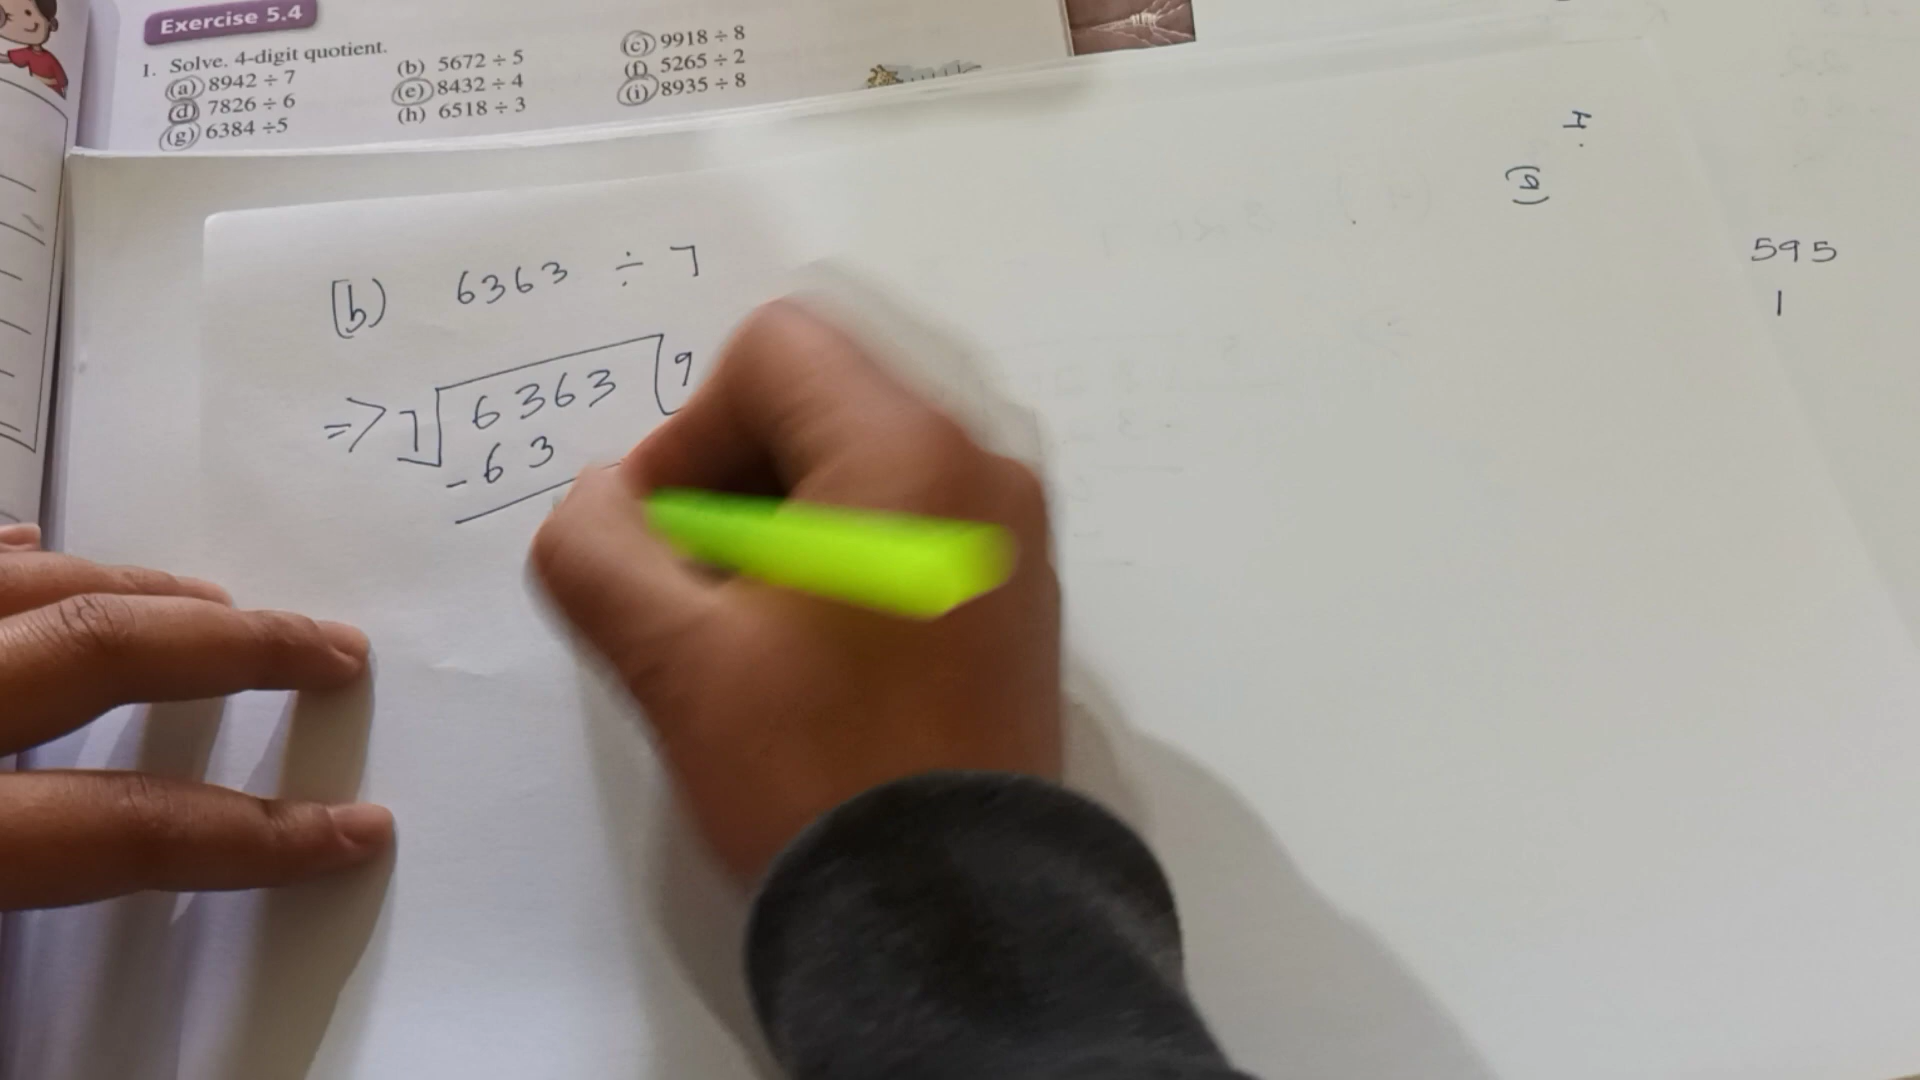 Exercise 5.4
1. Solve. 4-digit quotient.
(a) 8942 ÷ 7 (b) 5672 ÷ 5 (c) 9918 ÷ 8
(d) 7826 ÷ 6 (e) 8432 ÷ 4 (f) 5265 ÷ 2
(g) 6384 ÷5 (h) 6518 ÷ 3 (i) 8935 ÷ 8
(b) 6363 ÷ 7
=> 7 6363 9
- 63
I.
(a)
595
1